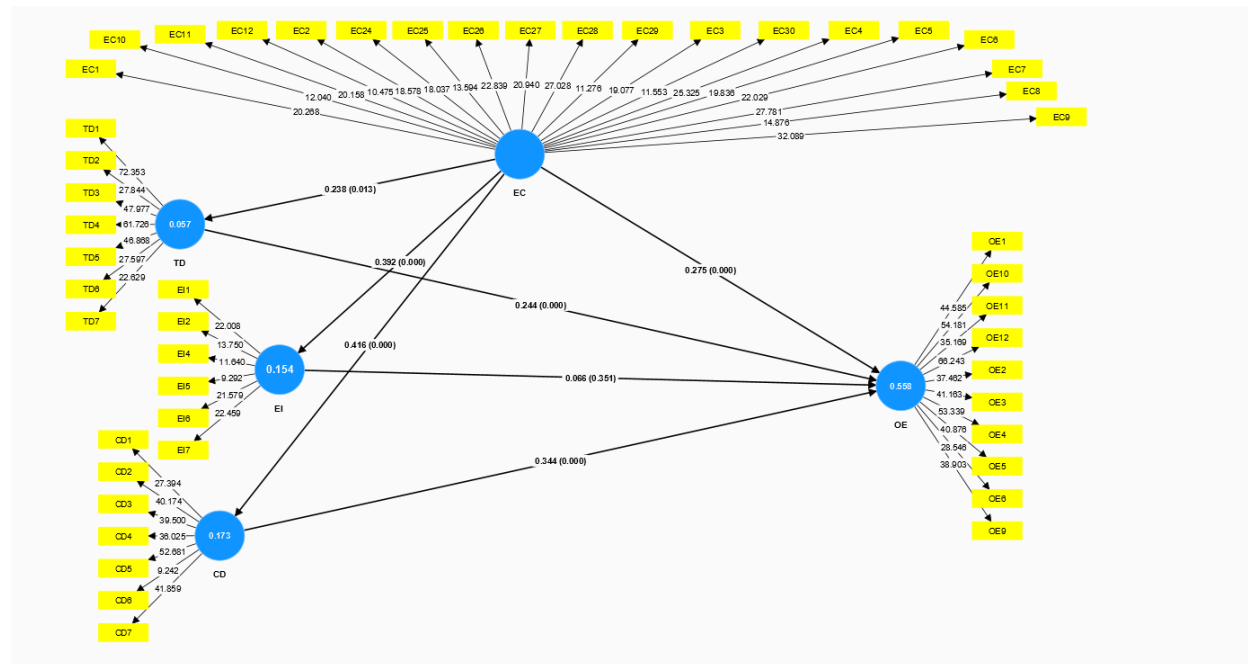 EC10
EC11
EC12
EC2
EC24
EC25
EC26
EC27
EC28
EC29
EC3
EC30
EC4
EC5
EC6
EC1
EC7
EC8
EC9
20.268
12.040
20.158
10.475
18.578
18.037
13.594
22.839
20.940
27.028
11.276
19.077
11.553
25.325
19.836
22.029
27.781
14.876
32.089
EC
TD1
TD2
TD3
TD4
TD5
TD6
TD7
72.353
27.844
47.977
61.726
46.868
27.597
22.629
0.057
TD
0.238 (0.013)
0.392 (0.000)
0.416 (0.000)
0.275 (0.000)
0.244 (0.000)
0.066 (0.351)
0.344 (0.000)
EI1
EI2
EI4
EI5
EI6
EI7
22.008
13.750
11.640
9.292
21.579
22.459
0.154
EI
CD1
CD2
CD3
CD4
CD5
CD6
CD7
27.394
40.174
39.500
36.025
52.681
9.242
41.859
0.173
CD
OE1
OE10
OE11
OE12
OE2
OE3
OE4
OE5
OE6
OE9
44.585
54.181
35.169
66.243
37.462
41.163
53.339
40.876
28.546
38.903
0.558
OE